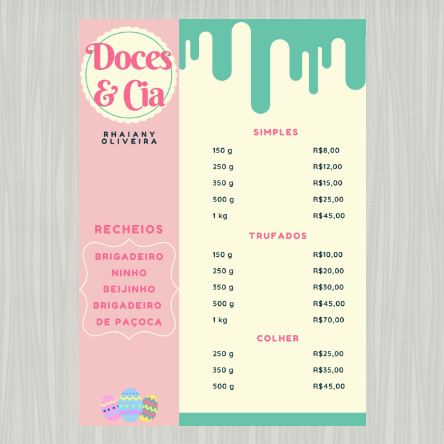 Doces
& Cia
RHAIANY
OLIVEIRA
RECHEIOS
BRIGADEIRO
NINHO
BEIJINHO
BRIGADEIRO
DE PAÇOCA
SIMPLES
150 g R$8,00
250 g R$12,00
350 g R$15,00
500 g R$25,00
1 kg R$45,00
TRUFADOS
150 g R$10,00
250 g R$20,00
350 g R$30,00
500 g R$45,00
1 kg R$70,00
COLHER
250 g R$25,00
350 g R$35,00
500 g R$45,00